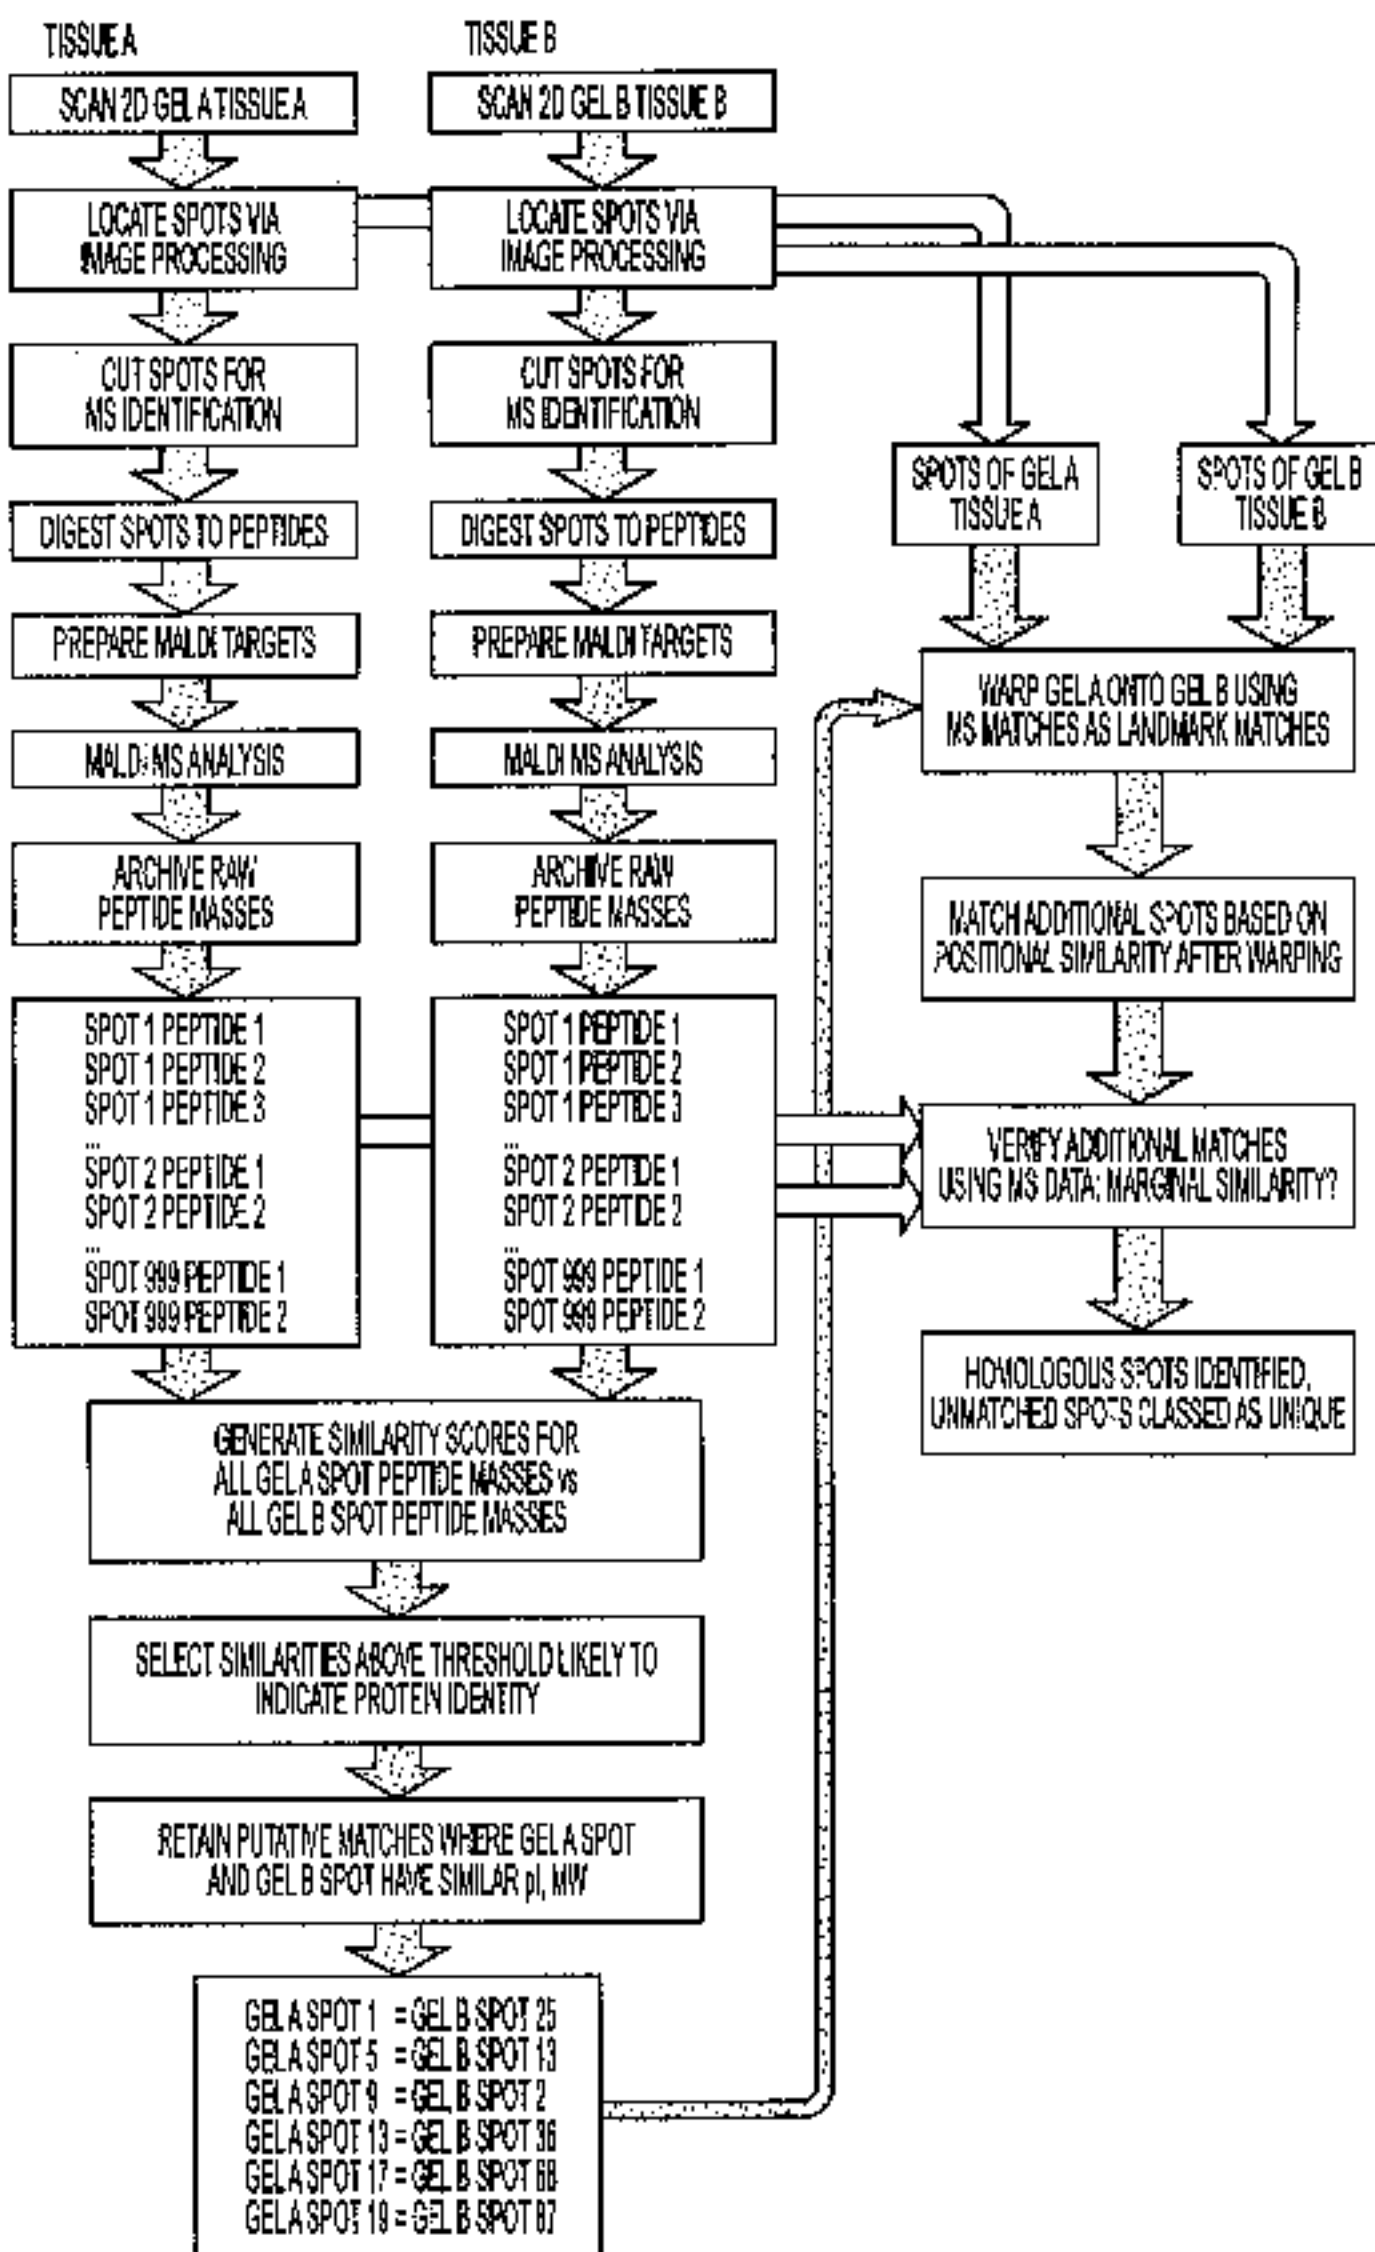 TISSUE A
SCAN 2D GEL A TISSUE A
LOCATE SPOTS VIA
IMAGE PROCESSING
CUT SPOTS FOR
MS IDENTIFICATION
DIGEST SPOTS TO PEPTIDES
PREPARE MALDI TARGETS
MALDI MS ANALYSIS
ARCHIVE RAW
PEPTIDE MASSES
SPOT 1 PEPTIDE 1
SPOT 1 PEPTIDE 2
SPOT 1 PEPTIDE 3
...
SPOT 2 PEPTIDE 1
SPOT 2 PEPTIDE 2
...
SPOT 999 PEPTIDE 1
SPOT 999 PEPTIDE 2
TISSUE B
SCAN 2D GEL B TISSUE B
LOCATE SPOTS VIA
IMAGE PROCESSING
CUT SPOTS FOR
MS IDENTIFICATION
DIGEST SPOTS TO PEPTIDES
PREPARE MALDI TARGETS
MALDI MS ANALYSIS
ARCHIVE RAW
PEPTIDE MASSES
SPOT 1 PEPTIDE 1
SPOT 1 PEPTIDE 2
SPOT 1 PEPTIDE 3
...
SPOT 2 PEPTIDE 1
SPOT 2 PEPTIDE 2
...
SPOT 999 PEPTIDE 1
SPOT 999 PEPTIDE 2
GENERATE SIMILARITY SCORES FOR
ALL GEL A SPOT PEPTIDE MASSES vs
ALL GEL B SPOT PEPTIDE MASSES
SELECT SIMILARITIES ABOVE THRESHOLD LIKELY TO
INDICATE PROTEIN IDENTITY
RETAIN PUTATIVE MATCHES WHERE GEL A SPOT
AND GEL B SPOT HAVE SIMILAR pI, MW
GEL A SPOT 1 = GEL B SPOT 25
GEL A SPOT 5 = GEL B SPOT 13
GEL A SPOT 9 = GEL B SPOT 2
GEL A SPOT 13 = GEL B SPOT 36
GEL A SPOT 17 = GEL B SPOT
GEL A SPOT 19 = GEL B SPOT
SPOTS OF GEL A
TISSUE A
SPOTS OF GEL B
TISSUE B
WARP GEL A ONTO GEL B USING
MS MATCHES AS LANDMARK MATCHES
MATCH ADDITIONAL SPOTS BASED ON
POSITIONAL SIMILARITY AFTER WARPING
VERIFY ADDITIONAL MATCHES
USING MS DATA: MARGINAL SIMILARITY?
HOMOLOGOUS SPOTS IDENTIFIED,
UNMATCHED SPOTS CLASSED AS UNIQUE